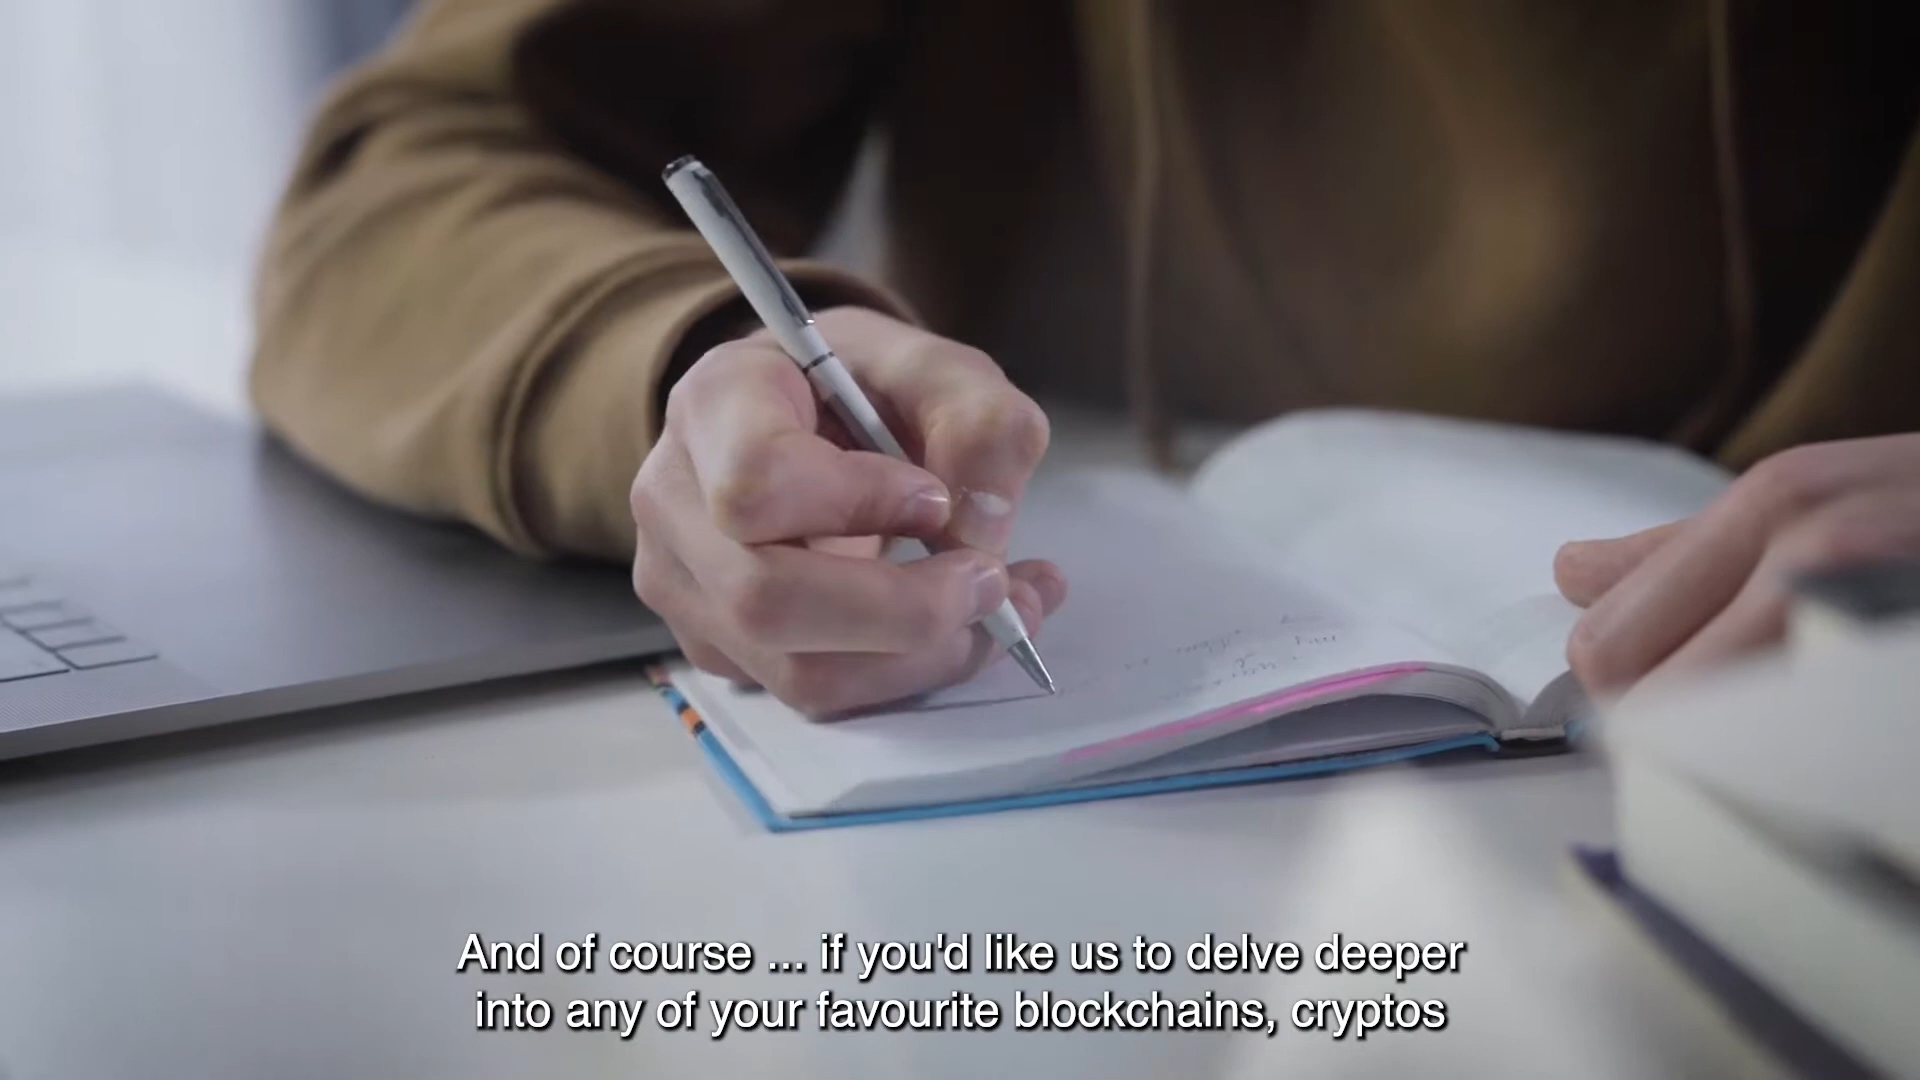 And of course ... if you'd like us to delve deeper
into any of your favourite blockchains, cryptos